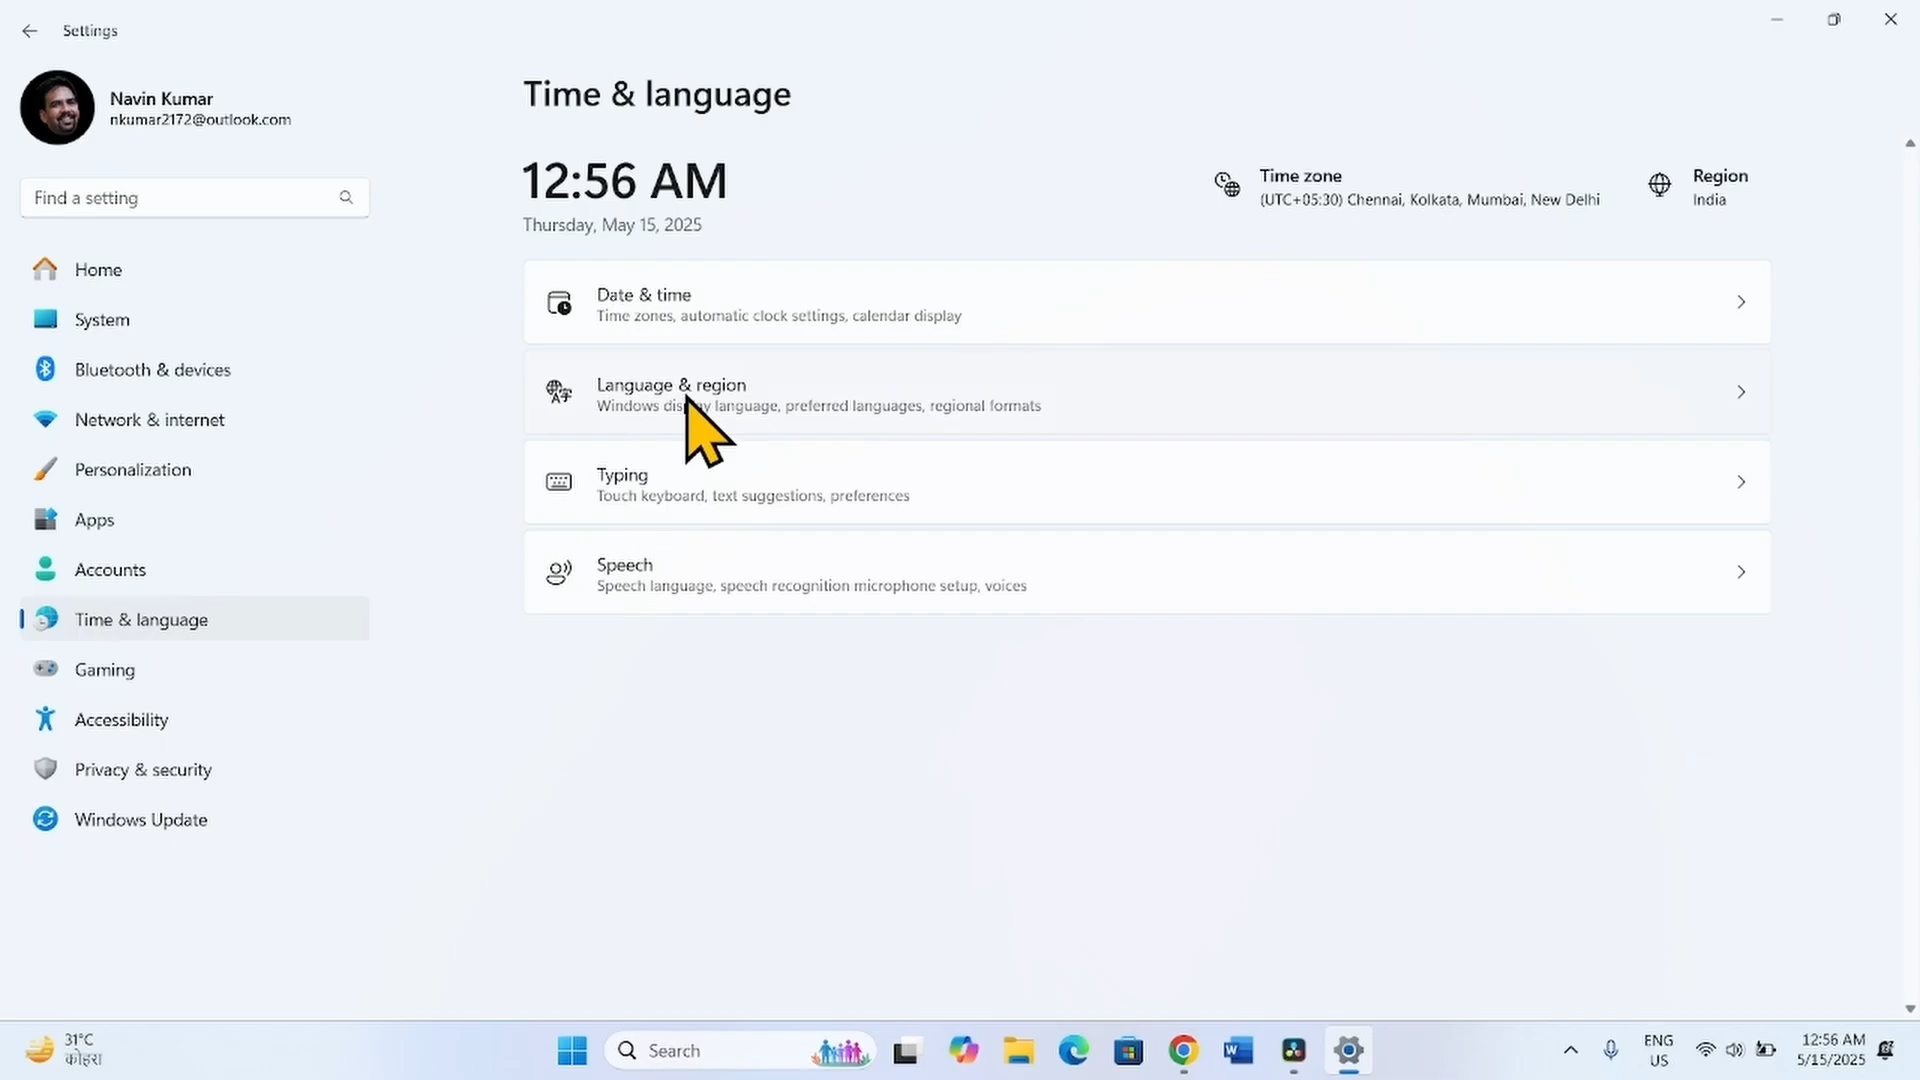 Settings
Navin Kumar
nkumar2172@outlook.com
Find a setting
Home
System
Bluetooth & devices
Network & internet
Personalization
Apps
Accounts
Time & language
Gaming
Accessibility
Privacy & security
Windows Update
Time & language
12:56 AM
Thursday, May 15, 2025
Time zone
(UTC+05:30) Chennai, Kolkata, Mumbai, New Delhi
Region
India
Date & time
Time zones, automatic clock settings, calendar display
Language & region
Windows display language, preferred languages, regional formats
Typing
Touch keyboard, text suggestions, preferences
Speech
Speech language, speech recognition microphone setup, voices
31°C
कोहरा
Search
ENG
US
12:56 AM
5/15/2025